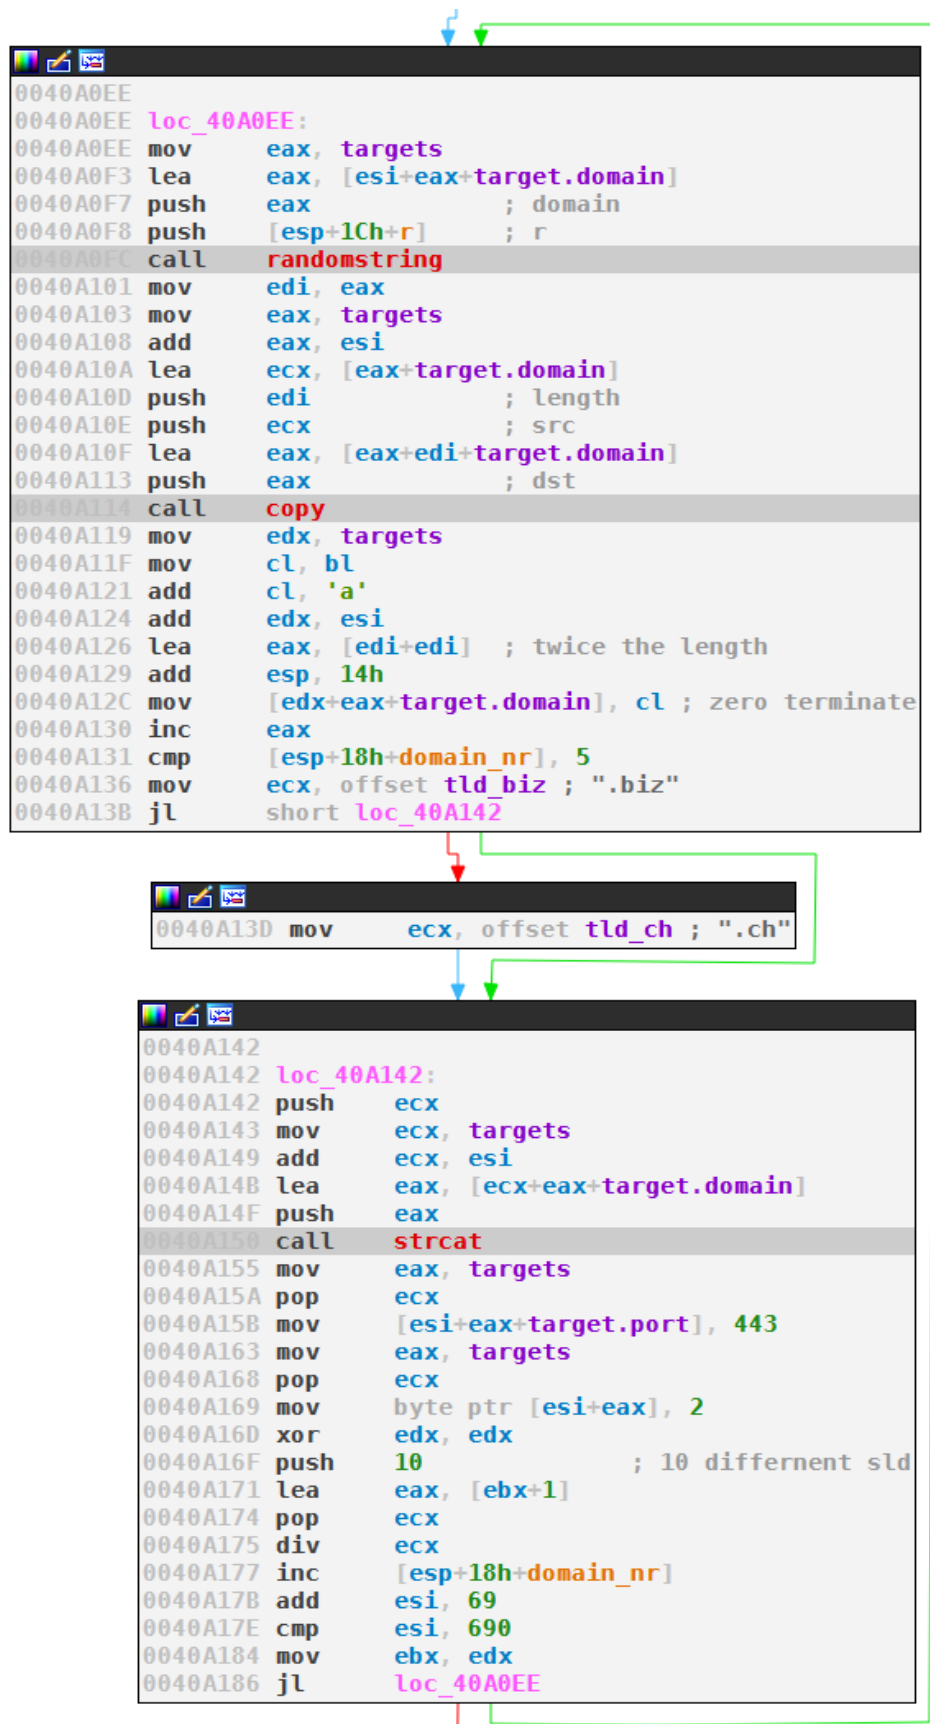 0040A0EE
0040A0EE loc_40A0EE:
0040A0EE mov eax, targets
0040A0F3 lea eax, [esi+eax+target.domain]
0040A0F7 push eax ; domain
0040A0F8 push [esp+1Ch+r] ; r
0040A0FC call randomstring
0040A101 mov edi, eax
0040A103 mov eax, targets
0040A108 add eax, esi
0040A10A lea ecx, [eax+target.domain]
0040A10D push edi ; length
0040A10E push ecx ; src
0040A10F lea eax, [eax+edi+target.domain]
0040A113 push eax ; dst
0040A114 call copy
0040A119 mov edx, targets
0040A11F mov cl, bl
0040A121 add cl, 'a'
0040A124 add edx, esi
0040A126 lea eax, [edi+edi] ; twice the length
0040A129 add esp, 14h
0040A12C mov [edx+eax+target.domain], cl ; zero terminate
0040A130 inc eax
0040A131 cmp [esp+18h+domain_nr], 5
0040A136 mov ecx, offset tld_biz ; ".biz"
0040A13B jl short loc_40A142
0040A13D mov ecx, offset tld_ch ; ".ch"
0040A142
0040A142 loc_40A142:
0040A142 push ecx
0040A143 mov ecx, targets
0040A149 add ecx, esi
0040A14B lea eax, [ecx+eax+target.domain]
0040A14F push eax
0040A150 call strcat
0040A155 mov eax, targets
0040A15A pop ecx
0040A15B mov [esi+eax+target.port], 443
0040A163 mov eax, targets
0040A168 pop ecx
0040A169 mov byte ptr [esi+eax], 2
0040A16D xor edx, edx
0040A16F push 10 ; 10 differnent sld
0040A171 lea eax, [ebx+1]
0040A174 pop ecx
0040A175 div ecx
0040A177 inc [esp+18h+domain_nr]
0040A17B add esi, 69
0040A17E cmp esi, 690
0040A184 mov ebx, edx
0040A186 jl loc_40A0EE